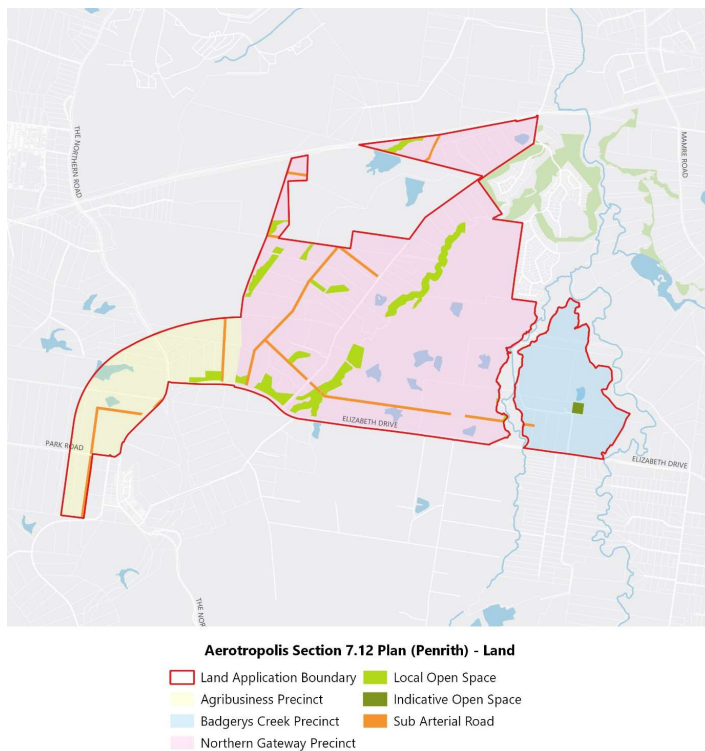 THE NORTHERN ROAD
MAMRE ROAD
ELIZABETH DRIVE
PARK ROAD
ELIZABETH DRIVE
THE NOR
Aerotropolis Section 7.12 Plan (Penrith) - Land
Land Application Boundary
Local Open Space
Agribusiness Precinct
Indicative Open Space
Badgerys Creek Precinct
Sub Arterial Road
Northern Gateway Precinct